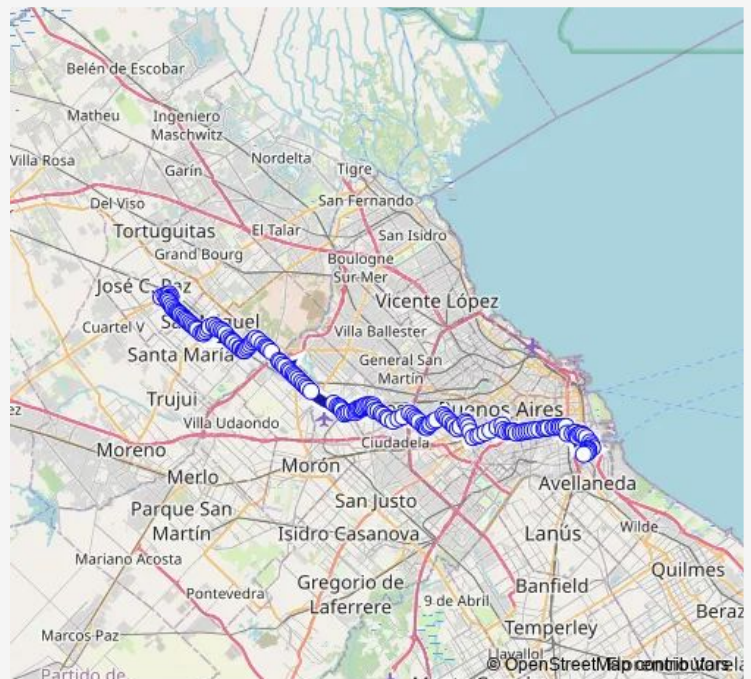 Belén de Escobar
Matheu
Ingeniero
Maschwitz
Villa Rosa
Garín
Nordelta
Tigre
San Fernando
Del Viso
Tortuguitas
El Talar
San Isidro
Grand Bourg
Boulogne
Sur Mer
José C. Paz
Vicente López
Cuartel V
Villa Ballester
Santa María
General San
Martín
Trujui
Buenos Aires
Villa Udaondo
Ciudadela
Moreno
Morón
Merlo
Avellaneda
San Justo
Parque San
Martín
Isidro Casanova
Lanús
Wilde
Mariano Acosta
Quilmes
Gregorio de
Laferrere
Banfield
Pontevedra
9 de Abril
Temperley
Marcos Paz
Llavallol
© OpenStreetMap contributors
Partido de